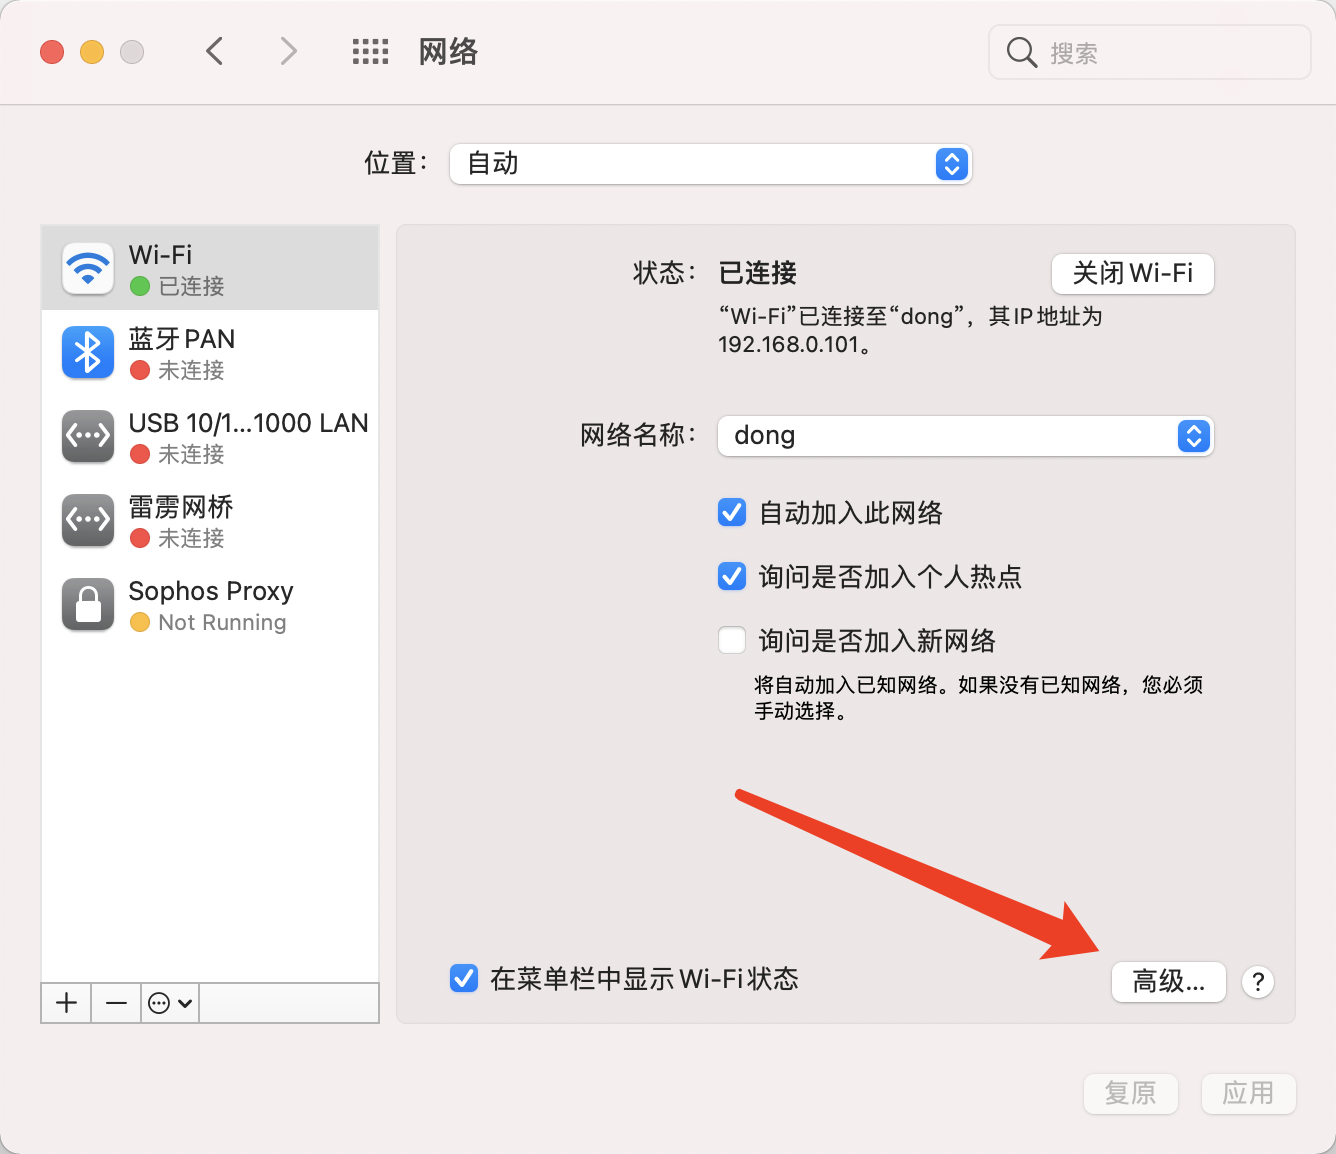 网络
搜索
位置：
自动
Wi-Fi
已连接
蓝牙 PAN
未连接
USB 10/1...1000 LAN
未连接
雷雳网桥
未连接
Sophos Proxy
Not Running
状态：
已连接
关闭 Wi-Fi
“Wi-Fi”已连接至“dong”，其 IP 地址为
192.168.0.101。
网络名称：
dong
自动加入此网络
询问是否加入个人热点
询问是否加入新网络
将自动加入已知网络。如果没有已知网络，您必须
手动选择。
在菜单栏中显示 Wi-Fi 状态
高级...
?
复原
应用